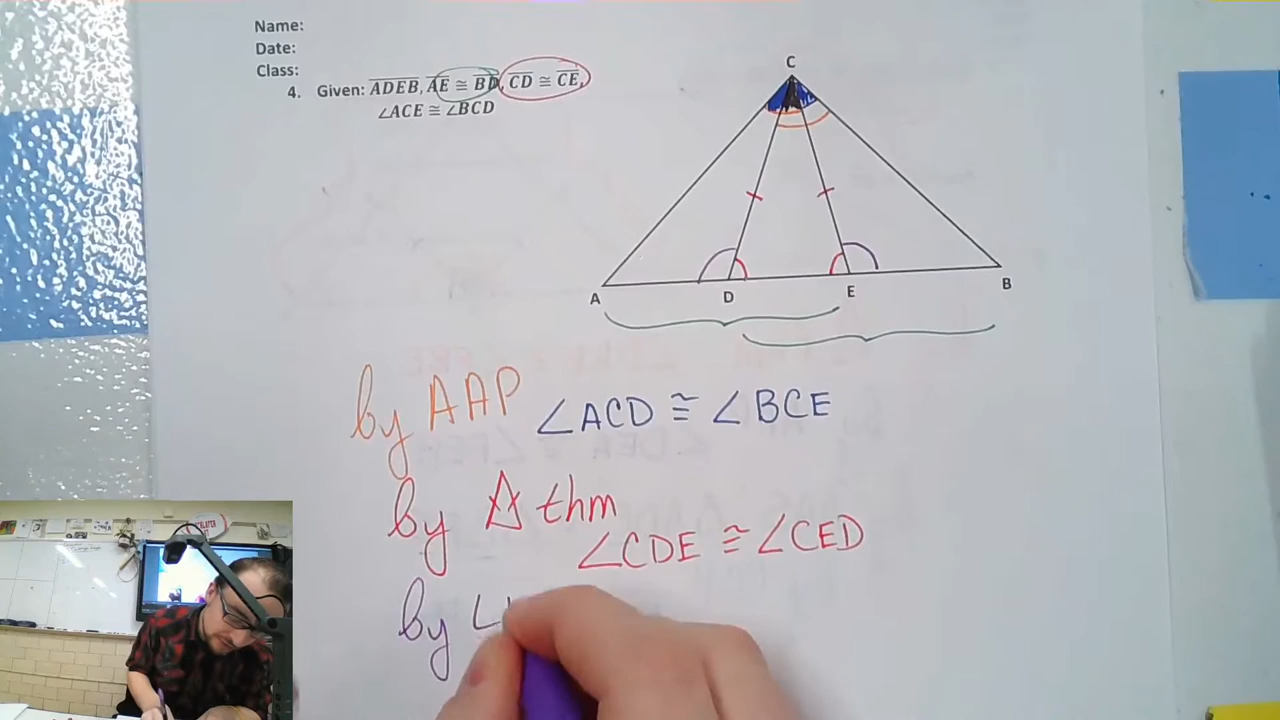 Name:
Date:
Class:
4. Given: ADEB, AE ≅ BD, CD ≅ CE,
∠ACE ≅ ∠BCD
C
A
D
E
B
by AAP ∠ACD ≅ ∠BCE
by thm
∠CDE ≅ ∠CED
by ∠